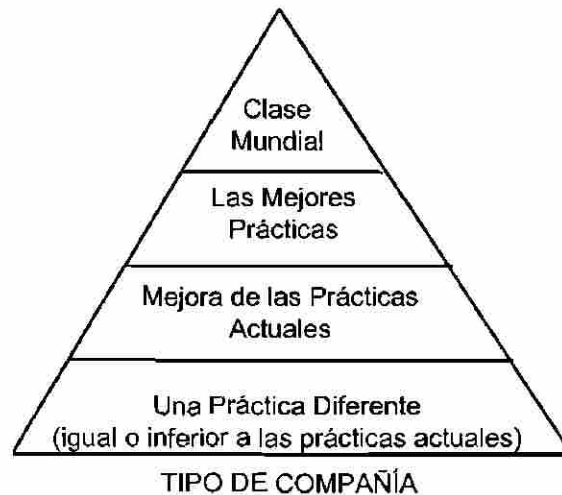 Clase
Mundial
Las Mejores
Prácticas
Mejora de las Prácticas
Actuales
Una Práctica Diferente
(igual o inferior a las prácticas actuales)
TIPO DE COMPAÑÍA